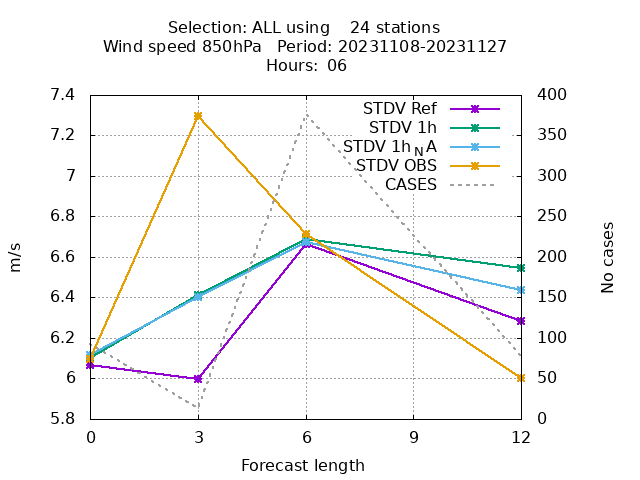 Selection: ALL using    24 stations
Wind speed 850hPa   Period: 20231108-20231127
Hours:  06
7.4
7.2
7
6.8
6.6
6.4
6.2
6
5.8
m/s
STDV Ref
STDV 1h
STDV 1h_NA
STDV OBS
CASES
400
350
300
250
200
150
100
50
0
No cases
0
3
6
9
12
Forecast length